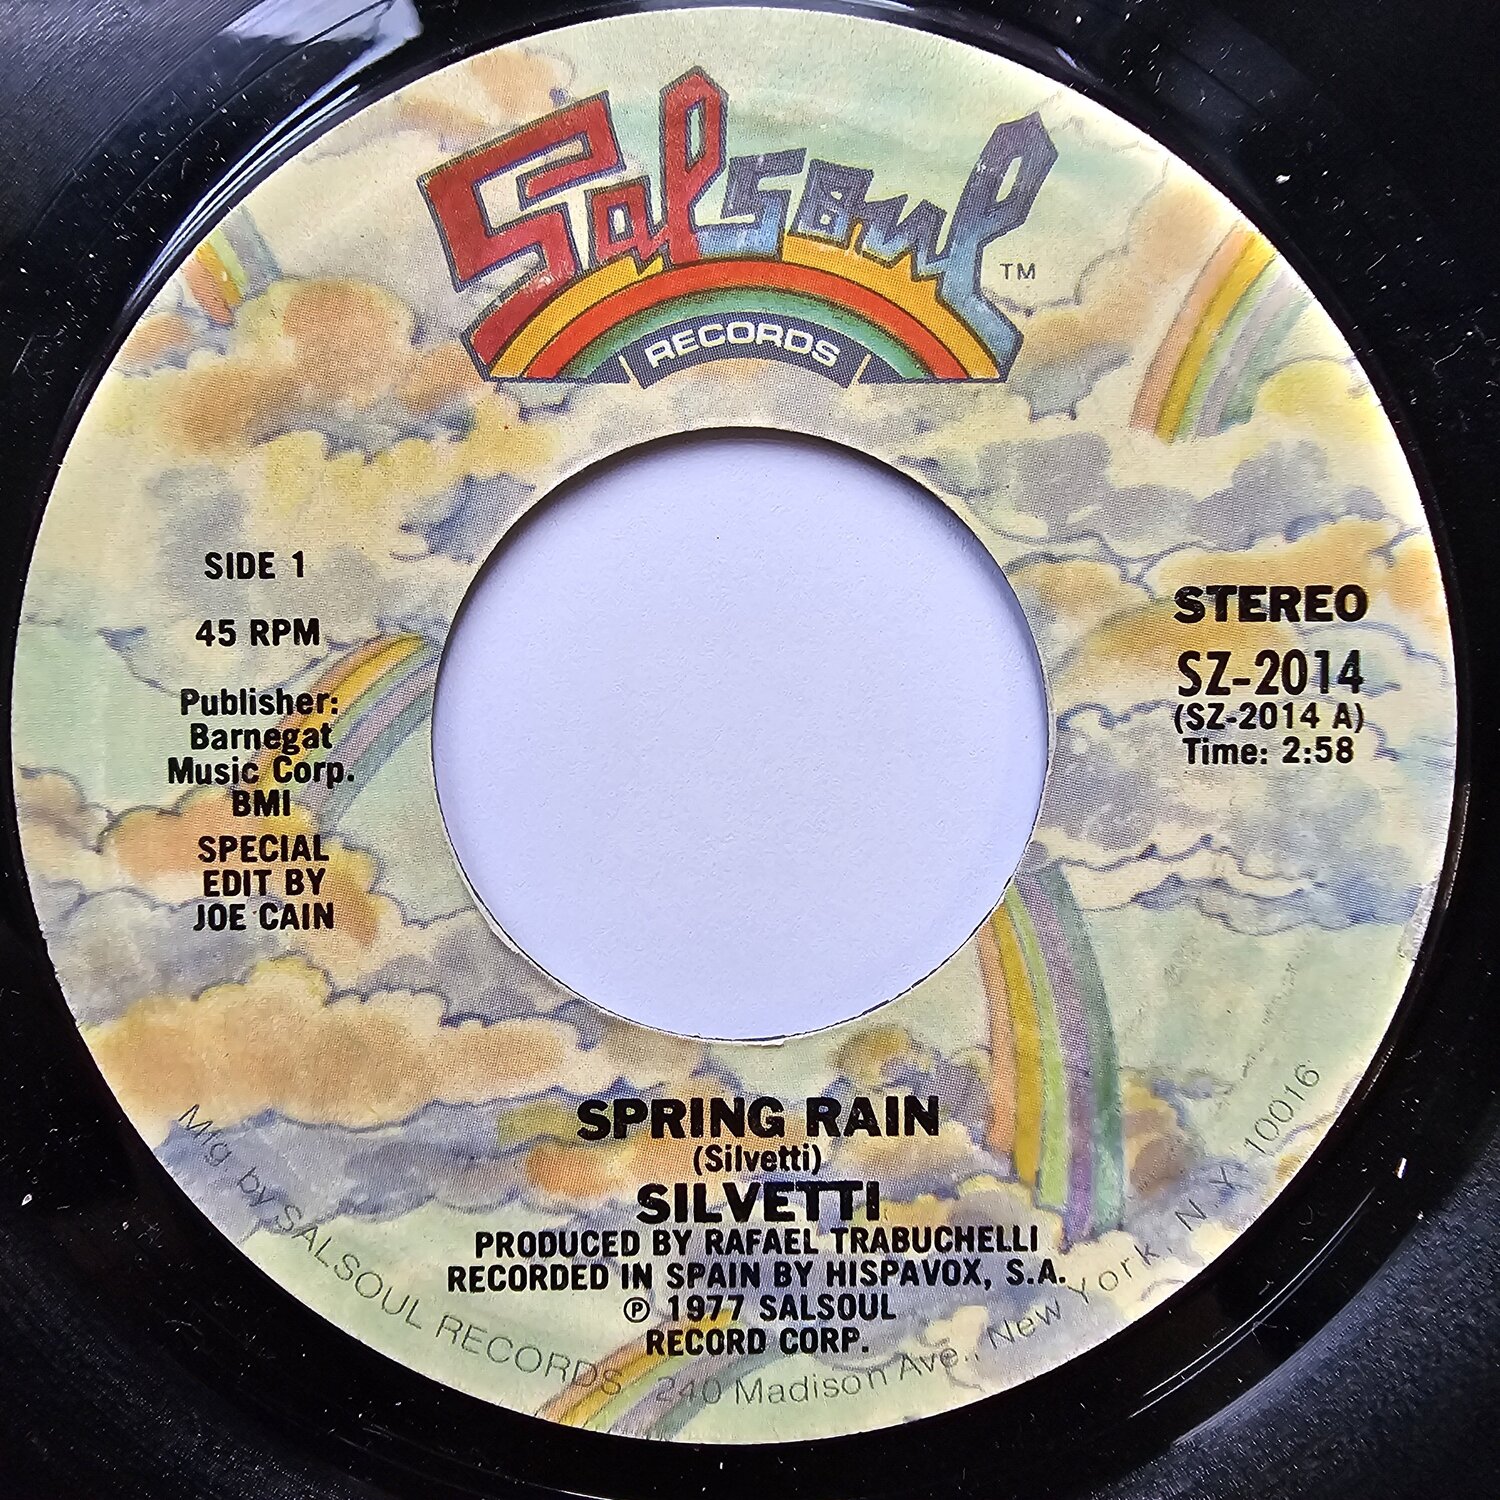 Salsoul TM
RECORDS
SIDE 1
45 RPM
Publisher:
Barnegat
Music Corp.
BMI
SPECIAL
EDIT BY
JOE CAIN
STEREO
SZ-2014
(SZ-2014 A)
Time: 2:58
SPRING RAIN
(Silvetti)
SILVETTI
PRODUCED BY RAFAEL TRABUCHELLI
RECORDED IN SPAIN BY HISPAVOX, S.A.
℗ 1977 SALSOUL
RECORD CORP.
Mfg. by SALSOUL RECORDS, 240 Madison Ave., New York, N.Y. 10016